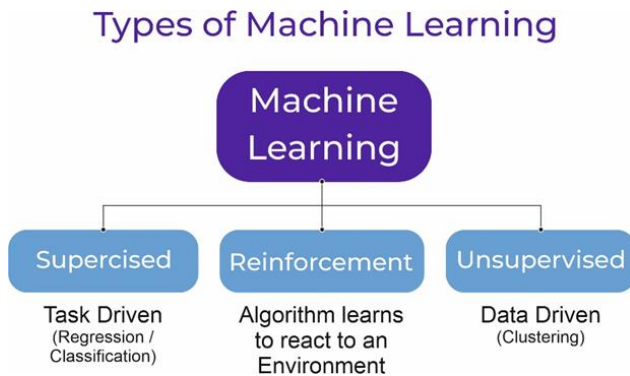 Types of Machine Learning
Machine
Learning
Supercised
Reinforcement
Unsupervised
Task Driven
(Regression /
Classification)
Algorithm learns
to react to an
Environment
Data Driven
(Clustering)